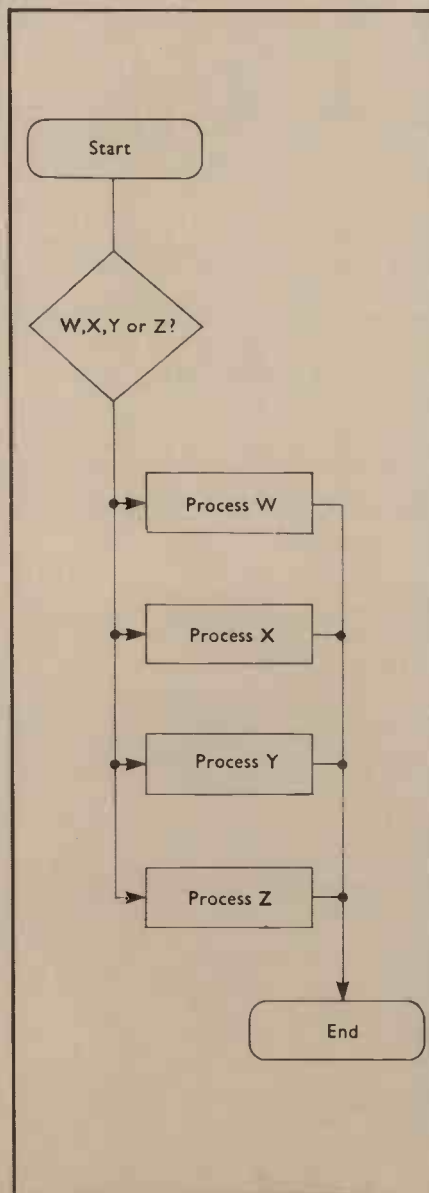 Start
W,X,Y or Z?
Process W
Process X
Process Y
Process Z
End